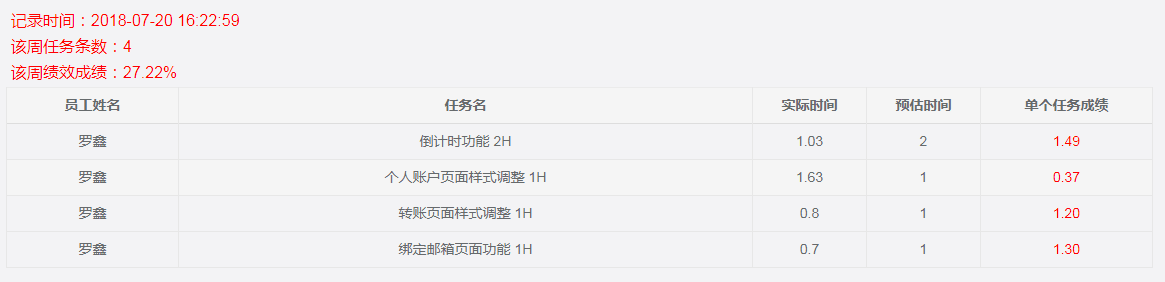 记录时间：2018-07-20 16:22:59
该周任务条数：4
该周绩效成绩：27.22%
员工姓名 任务名 实际时间 预估时间 单个任务成绩
罗鑫 倒计时功能 2H 1.03 2 1.49
罗鑫 个人账户页面样式调整 1H 1.63 1 0.37
罗鑫 转账页面样式调整 1H 0.8 1 1.20
罗鑫 绑定邮箱页面功能 1H 0.7 1 1.30